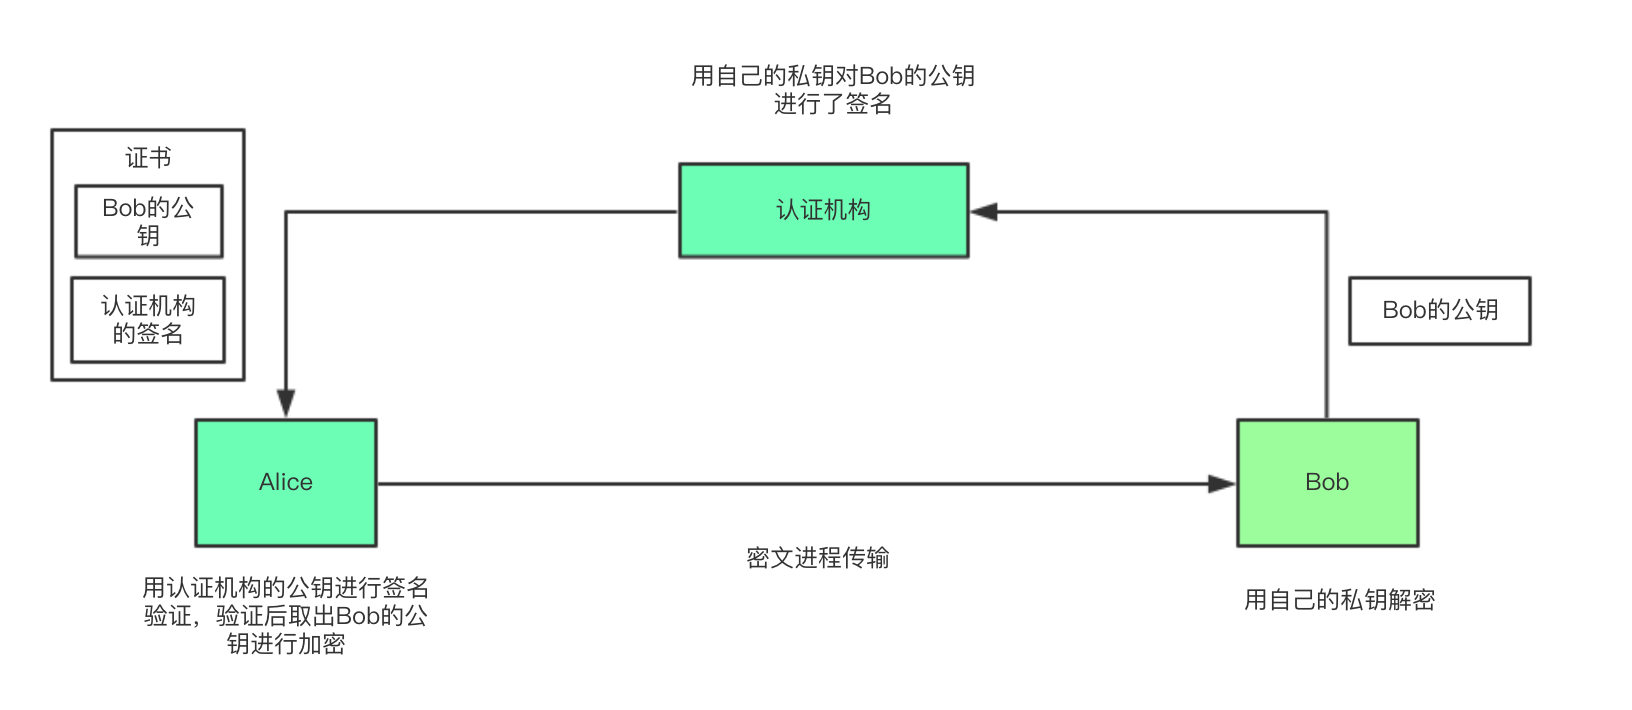 用自己的私钥对Bob的公钥
进行了签名
证书
Bob的公
钥
认证机构
的签名
认证机构
Bob的公钥
Alice
Bob
密文进程传输
用认证机构的公钥进行签名
验证，验证后取出Bob的公
钥进行加密
用自己的私钥解密